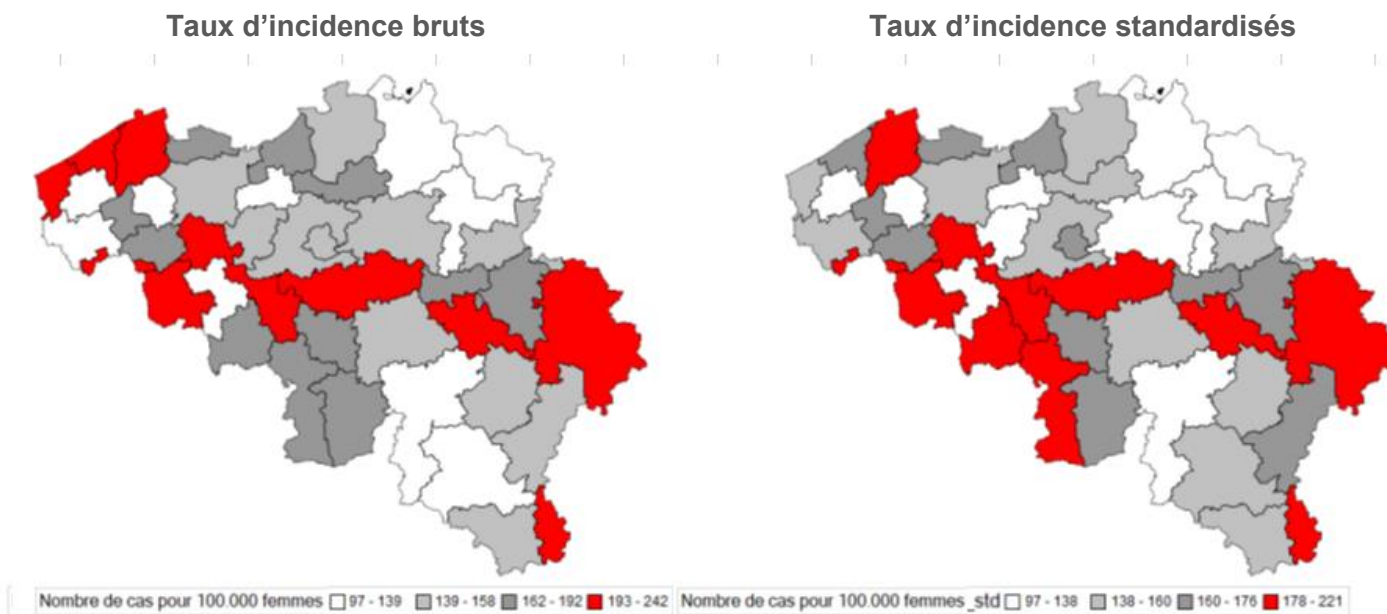 Taux d’incidence bruts
Taux d’incidence standardisés
Nombre de cas pour 100.000 femmes 97 - 139 139 - 158 162 - 192 193 - 242
Nombre de cas pour 100.000 femmes_std 97 - 138 138 - 160 160 - 176 178 - 221